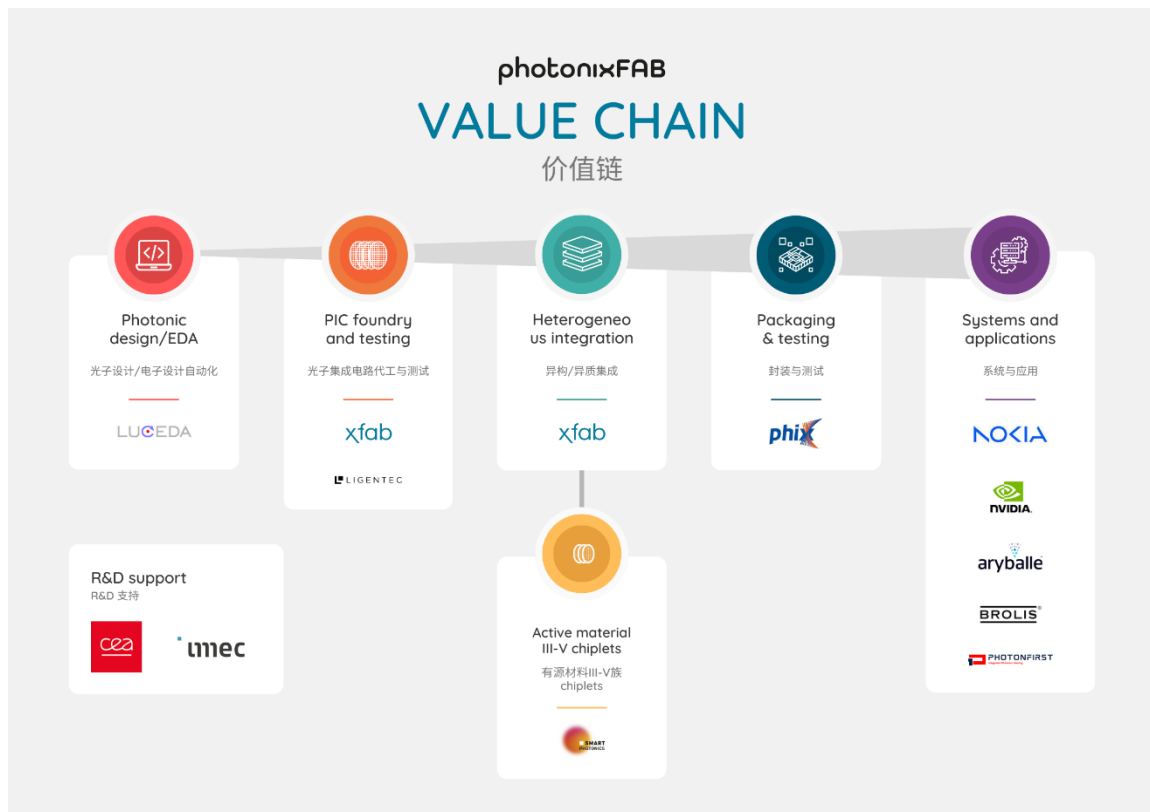 photonixFAB
VALUE CHAIN
价值链
Photonic
design/EDA
光子设计/电子设计自动化
LUCEDA
PIC foundry
and testing
光子集成电路代工与测试
xfab
LIGENTEC
Heterogeneo
us integration
异构/异质集成
xfab
Packaging
& testing
封装与测试
phix
Systems and
applications
系统与应用
NOKIA
NVIDIA.
aryballe
BROLIS®
PHOTONFIRST
R&D support
R&D 支持
cea
imec
Active material
III-V chiplets
有源材料III-V族
chiplets
SMART
PHOTONICS